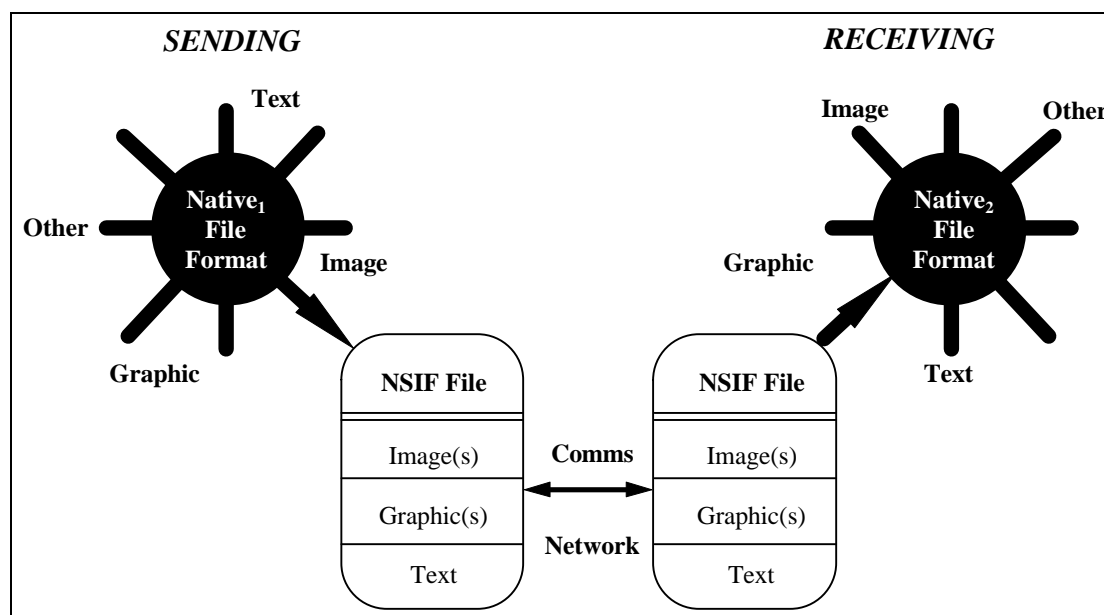 SENDING
RECEIVING
Text
Image
Other
Native₁
File
Format
Other
Image
Graphic
Native₂
File
Format
Graphic
Text
NSIF File
Image(s)
Graphic(s)
Text
Comms
Network
NSIF File
Image(s)
Graphic(s)
Text